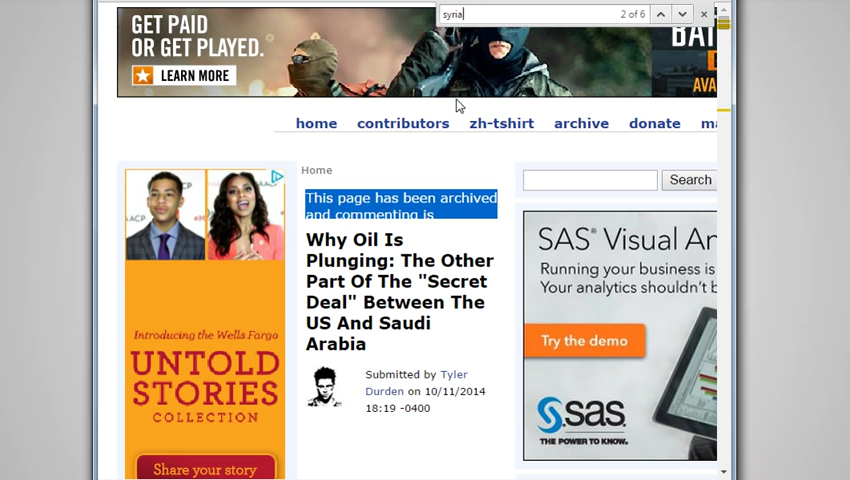 syria
2 of 6
GET PAID
OR GET PLAYED.
LEARN MORE
home contributors zh-tshirt archive donate
Home
This page has been archived
and commenting is
Search
Why Oil Is
Plunging: The Other
Part Of The "Secret
Deal" Between The
US And Saudi
Arabia
Submitted by Tyler
Durden on 10/11/2014
18:19 -0400
Introducing the Wells Fargo
UNTOLD
STORIES
COLLECTION
Share your story
SAS® Visual An
Running your business is
Your analytics shouldn't b
Try the demo
sas
THE POWER TO KNOW.